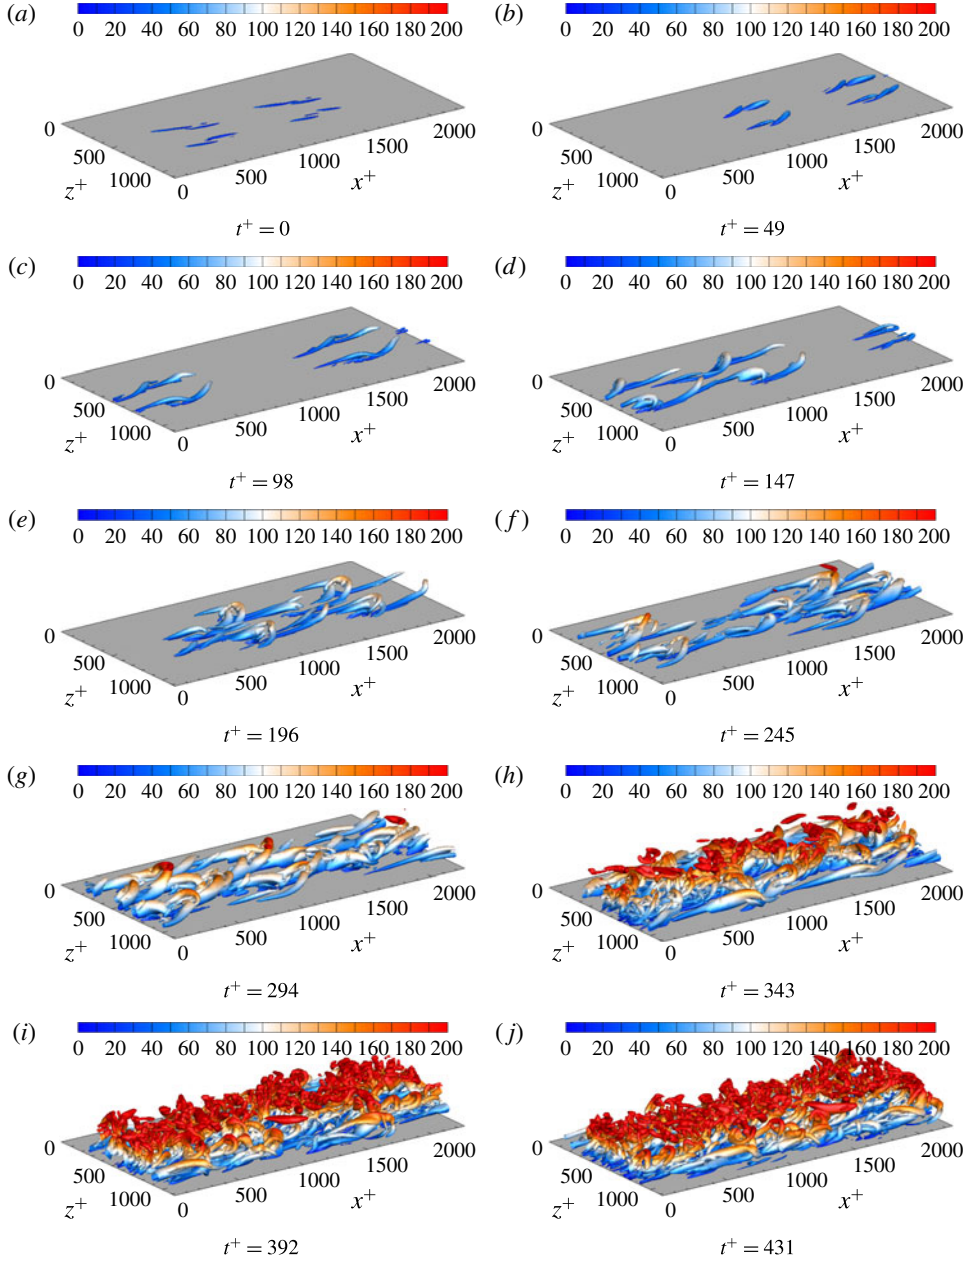 (a) 0 20 40 60 80 100 120 140 160 180 200
0 500 1000 z+ 0 500 1000 1500 2000 x+
t+ = 0
(b) 0 20 40 60 80 100 120 140 160 180 200
0 500 1000 z+ 0 500 1000 1500 2000 x+
t+ = 49
(c) 0 20 40 60 80 100 120 140 160 180 200
0 500 1000 z+ 0 500 1000 1500 2000 x+
t+ = 98
(d) 0 20 40 60 80 100 120 140 160 180 200
0 500 1000 z+ 0 500 1000 1500 2000 x+
t+ = 147
(e) 0 20 40 60 80 100 120 140 160 180 200
0 500 1000 z+ 0 500 1000 1500 2000 x+
t+ = 196
(f) 0 20 40 60 80 100 120 140 160 180 200
0 500 1000 z+ 0 500 1000 1500 2000 x+
t+ = 245
(g) 0 20 40 60 80 100 120 140 160 180 200
0 500 1000 z+ 0 500 1000 1500 2000 x+
t+ = 294
(h) 0 20 40 60 80 100 120 140 160 180 200
0 500 1000 z+ 0 500 1000 1500 2000 x+
t+ = 343
(i) 0 20 40 60 80 100 120 140 160 180 200
0 500 1000 z+ 0 500 1000 1500 2000 x+
t+ = 392
(j) 0 20 40 60 80 100 120 140 160 180 200
0 500 1000 z+ 0 500 1000 1500 2000 x+
t+ = 431